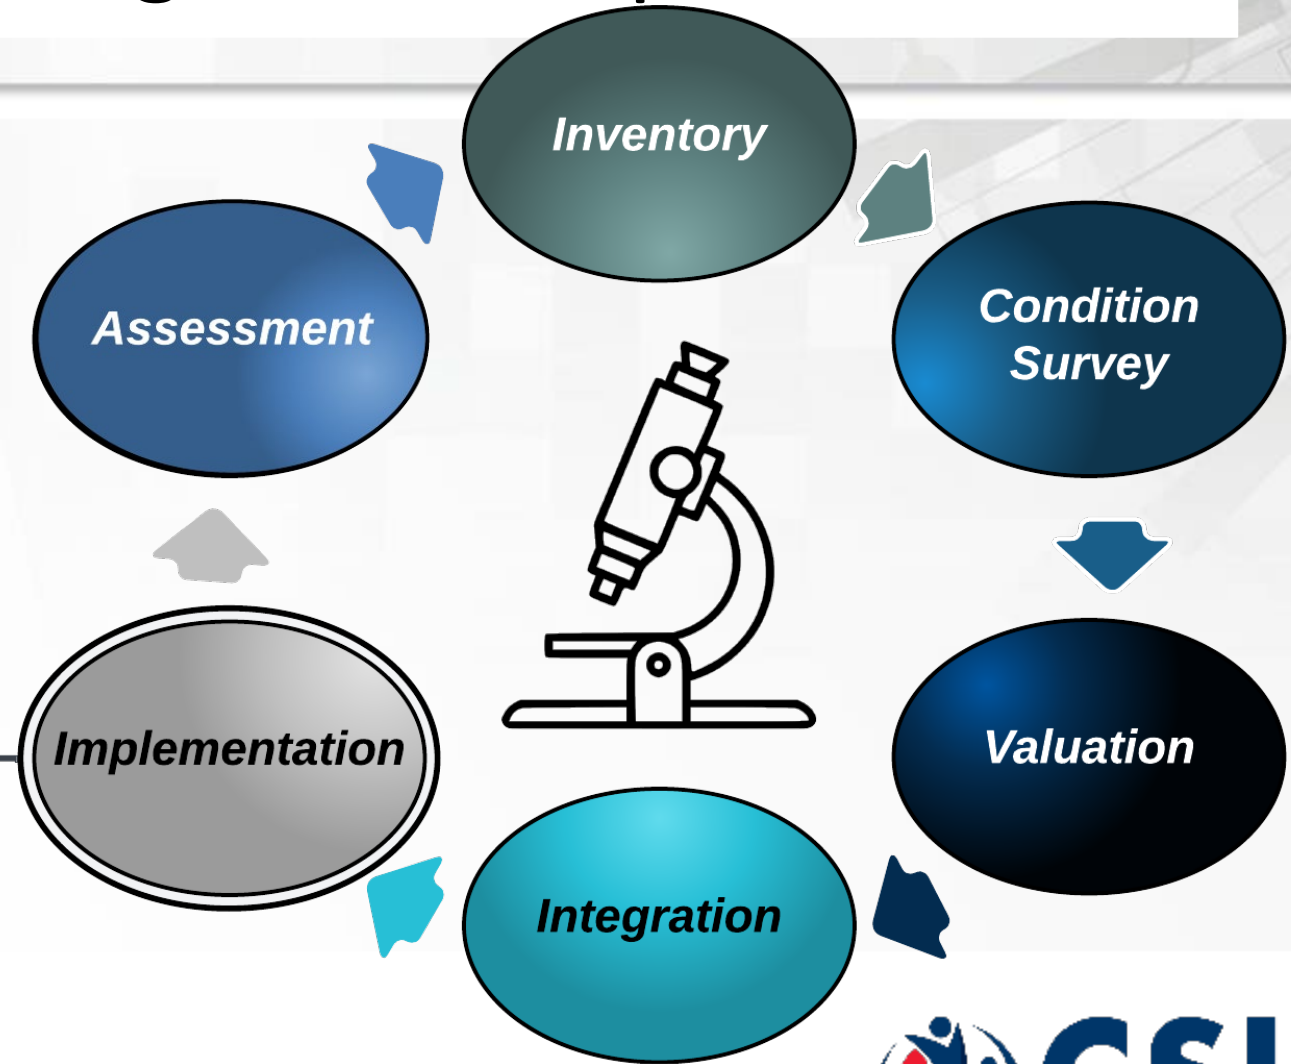 Inventory
Condition
Survey
Valuation
Integration
Implementation
Assessment